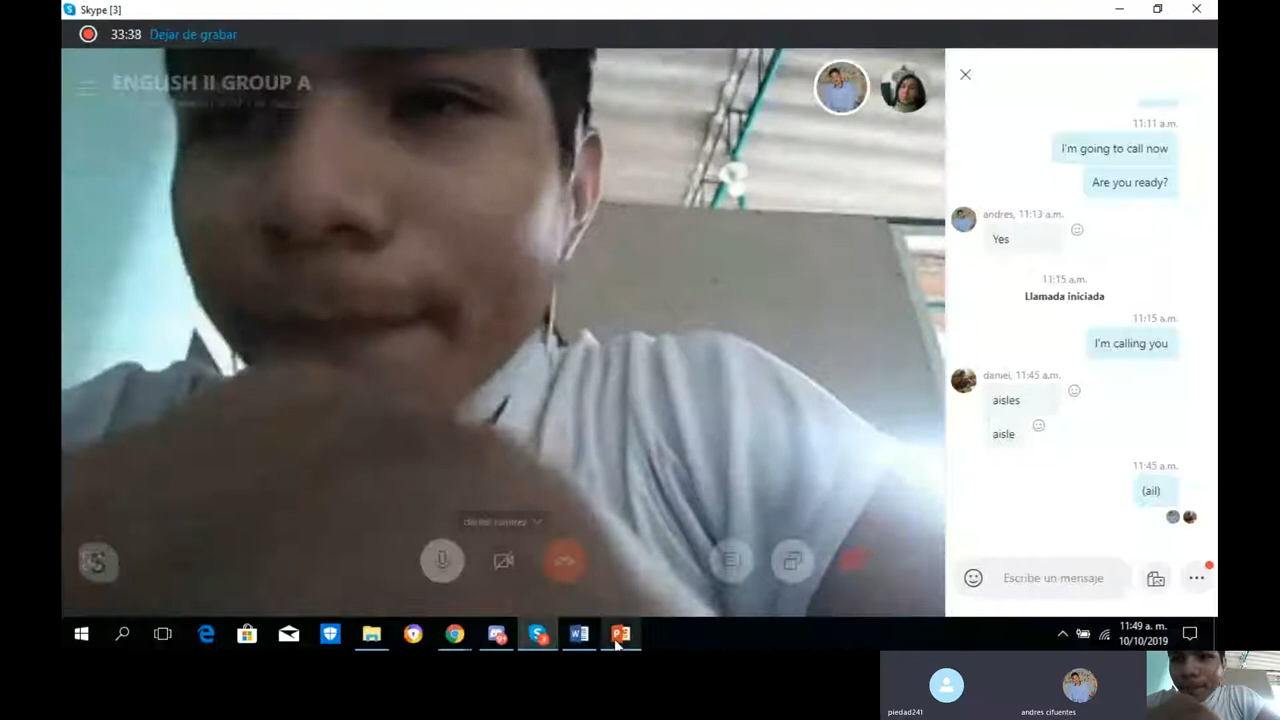 Skype [3]
33:38 Dejar de grabar
ENGLISH II GROUP A
11:11 a.m.
I'm going to call now
Are you ready?
andres, 11:13 a.m.
Yes
11:15 a.m.
Llamada iniciada
11:15 a.m.
I'm calling you
daniel, 11:45 a.m.
aisles
aisle
11:45 a.m.
(ail)
daniel ramirez
Escribe un mensaje
11:49 a. m.
10/10/2019
piedad241
andres cifuentes